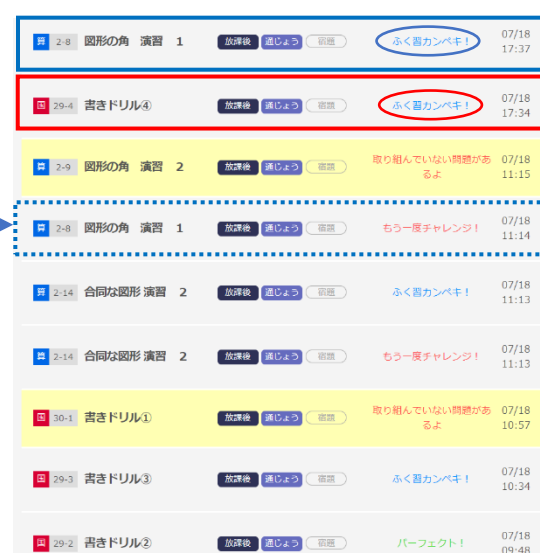 算 2-8 図形の角 演習 1 放課後 通じょう 宿題 ふく習カンペキ! 07/18
17:37
国 29-4 書きドリル④ 放課後 通じょう 宿題 ふく習カンペキ! 07/18
17:34
算 2-9 図形の角 演習 2 放課後 通じょう 宿題 取り組んでいない問題があ 07/18
るよ 11:15
算 2-8 図形の角 演習 1 放課後 通じょう 宿題 もう一度チャレンジ! 07/18
11:14
算 2-14 合同な図形 演習 2 放課後 通じょう 宿題 ふく習カンペキ! 07/18
11:13
算 2-14 合同な図形 演習 2 放課後 通じょう 宿題 もう一度チャレンジ! 07/18
11:13
国 30-1 書きドリル① 放課後 通じょう 宿題 取り組んでいない問題があ 07/18
るよ 10:57
国 29-3 書きドリル③ 放課後 通じょう 宿題 ふく習カンペキ! 07/18
10:34
国 29-2 書きドリル② 放課後 通じょう 宿題 パーフェクト! 07/18
09:48